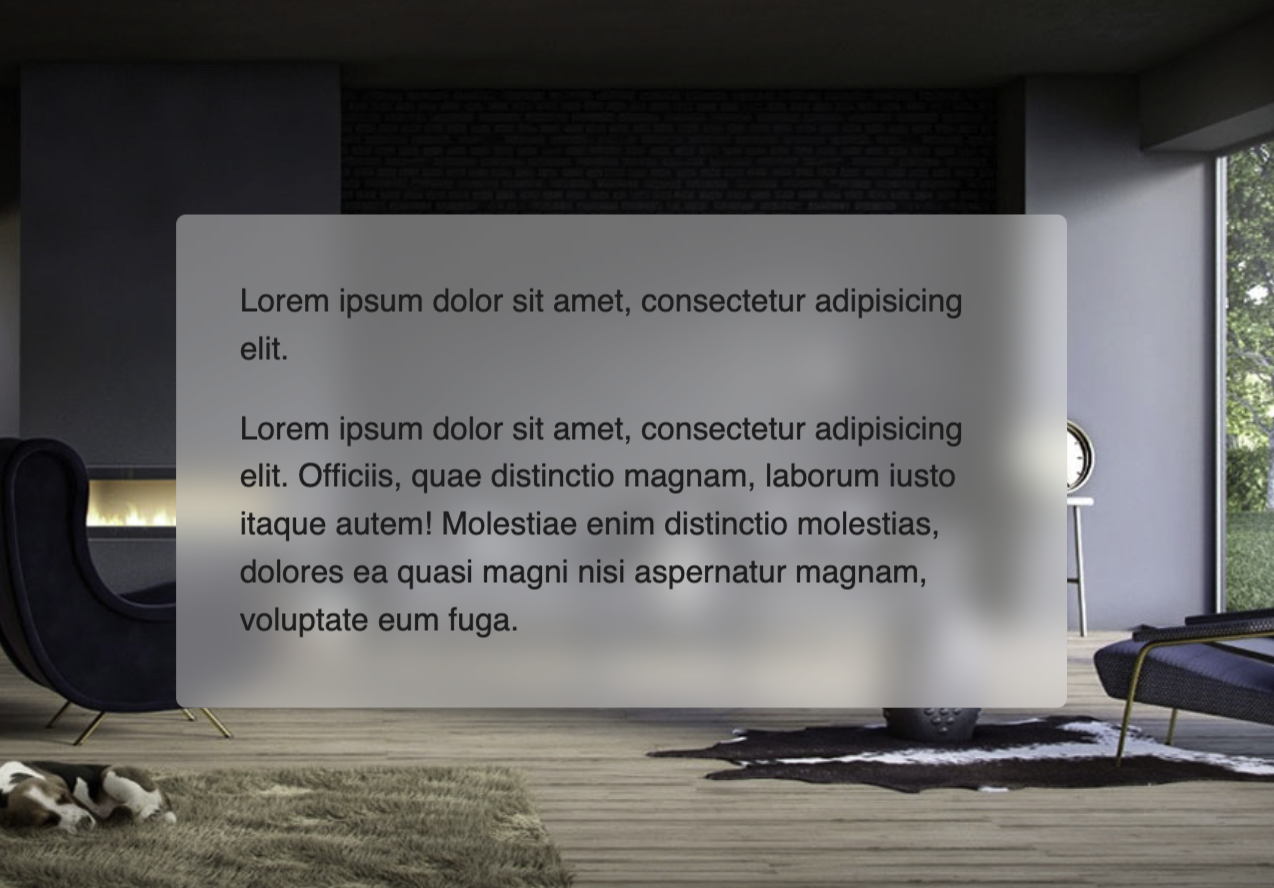 Lorem ipsum dolor sit amet, consectetur adipisicing
elit.
Lorem ipsum dolor sit amet, consectetur adipisicing
elit. Officiis, quae distinctio magnam, laborum iusto
itaque autem! Molestiae enim distinctio molestias,
dolores ea quasi magni nisi aspernatur magnam,
voluptate eum fuga.